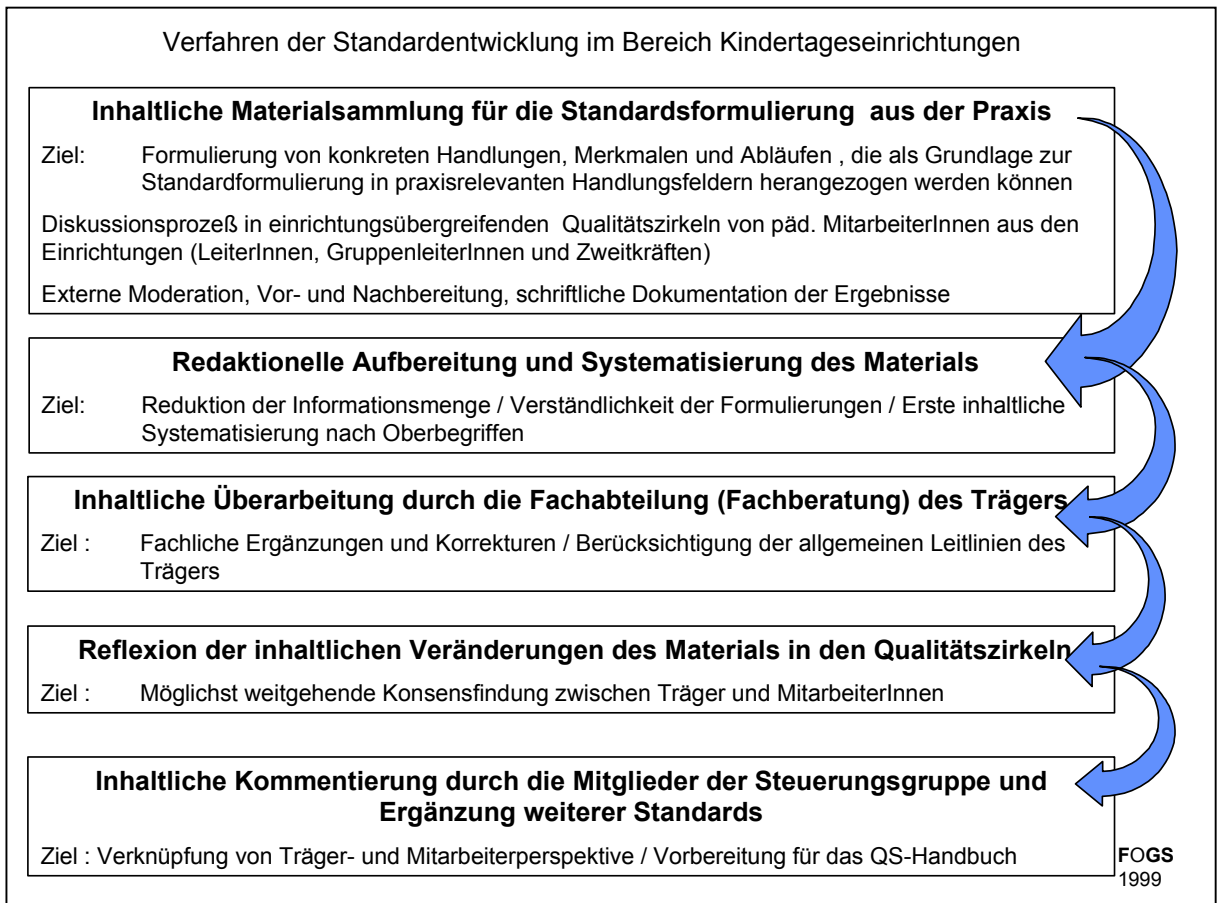 Verfahren der Standardentwicklung im Bereich Kindertageseinrichtungen
Inhaltliche Materialsammlung für die Standardsformulierung aus der Praxis
Ziel: Formulierung von konkreten Handlungen, Merkmalen und Abläufen , die als Grundlage zur
Standardformulierung in praxisrelevanten Handlungsfeldern herangezogen werden können
Diskussionsprozeß in einrichtungsübergreifenden Qualitätszirkeln von päd. MitarbeiterInnen aus den
Einrichtungen (LeiterInnen, GruppenleiterInnen und Zweitkräften)
Externe Moderation, Vor- und Nachbereitung, schriftliche Dokumentation der Ergebnisse
Redaktionelle Aufbereitung und Systematisierung des Materials
Ziel: Reduktion der Informationsmenge / Verständlichkeit der Formulierungen / Erste inhaltliche
Systematisierung nach Oberbegriffen
Inhaltliche Überarbeitung durch die Fachabteilung (Fachberatung) des Trägers
Ziel : Fachliche Ergänzungen und Korrekturen / Berücksichtigung der allgemeinen Leitlinien des
Trägers
Reflexion der inhaltlichen Veränderungen des Materials in den Qualitätszirkeln
Ziel : Möglichst weitgehende Konsensfindung zwischen Träger und MitarbeiterInnen
Inhaltliche Kommentierung durch die Mitglieder der Steuerungsgruppe und
Ergänzung weiterer Standards
Ziel : Verknüpfung von Träger- und Mitarbeiterperspektive / Vorbereitung für das QS-Handbuch
FOGS
1999